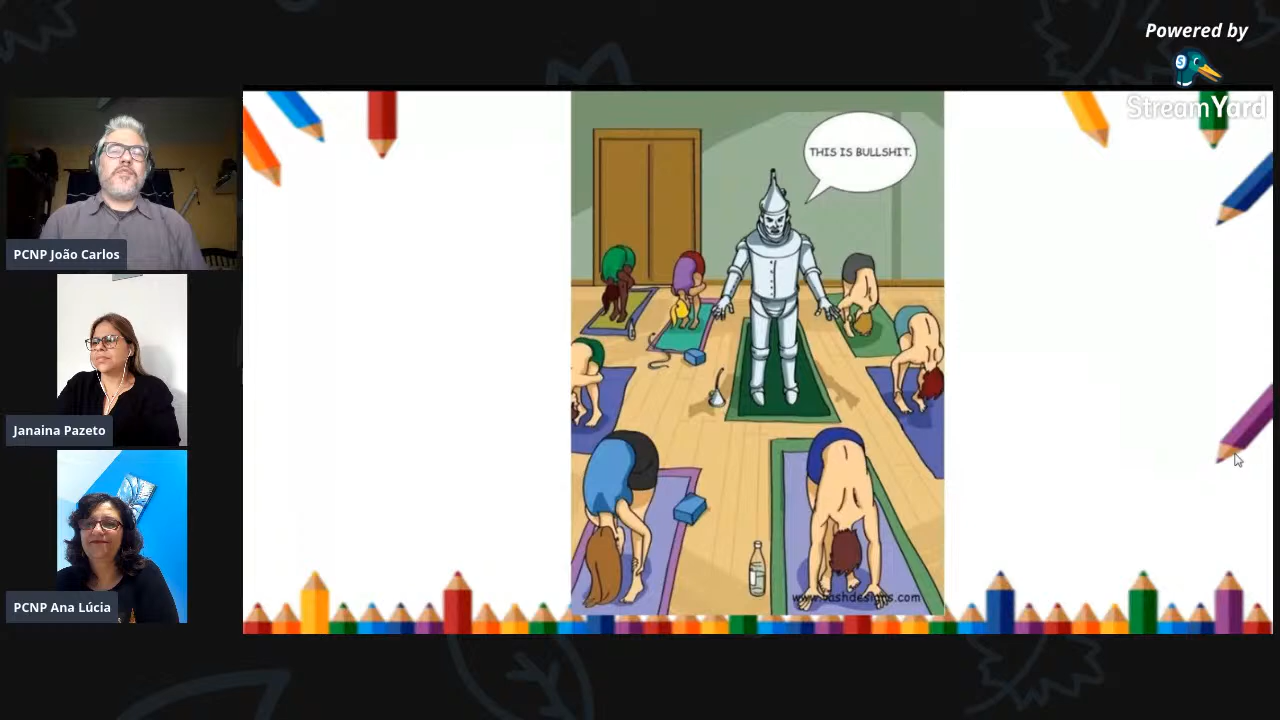 Powered by
StreamYard
PCNP João Carlos
Janaina Pazeto
PCNP Ana Lúcia
THIS IS BULLSHIT.